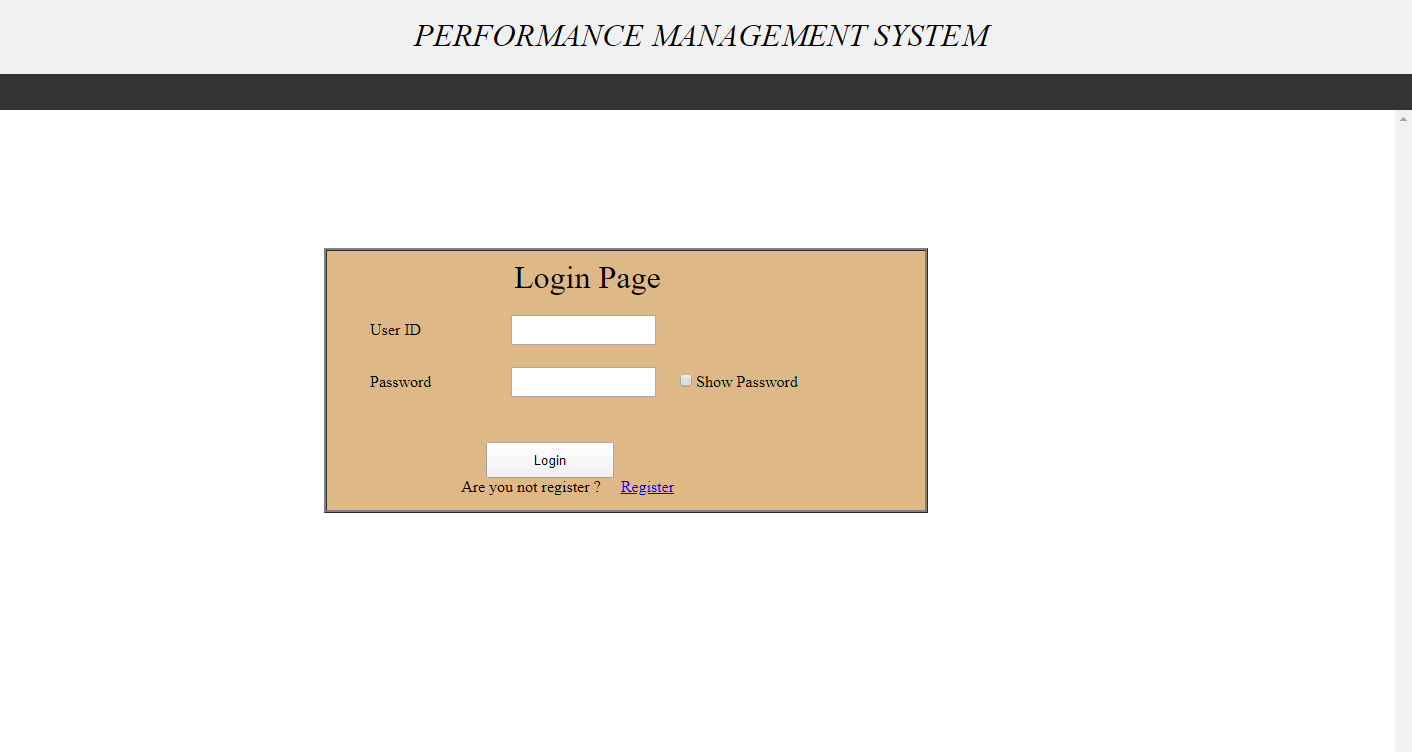 PERFORMANCE MANAGEMENT SYSTEM
Login Page
User ID
Password
Show Password
Login
Are you not register ? Register